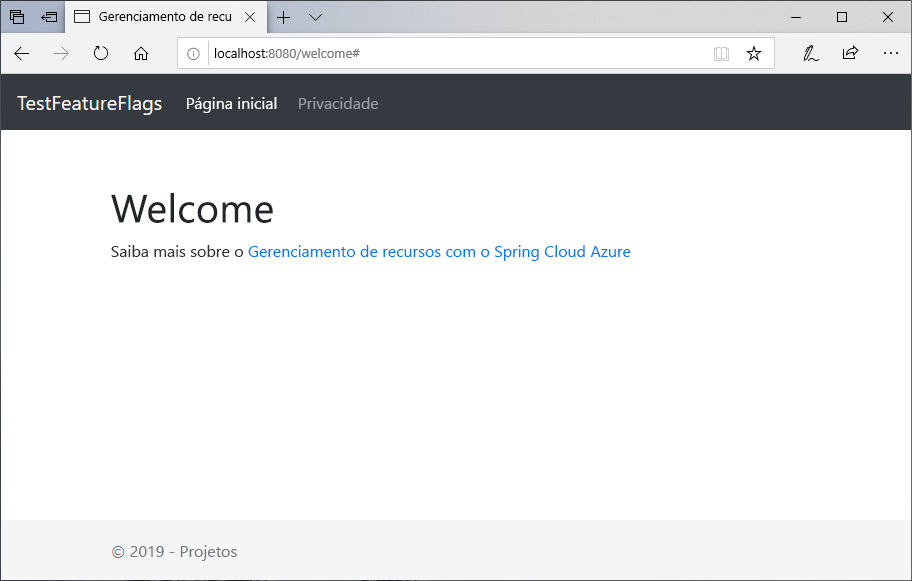 Gerenciamento de recu
localhost:8080/welcome#
TestFeatureFlags Página inicial Privacidade
Welcome
Saiba mais sobre o Gerenciamento de recursos com o Spring Cloud Azure
© 2019 - Projetos